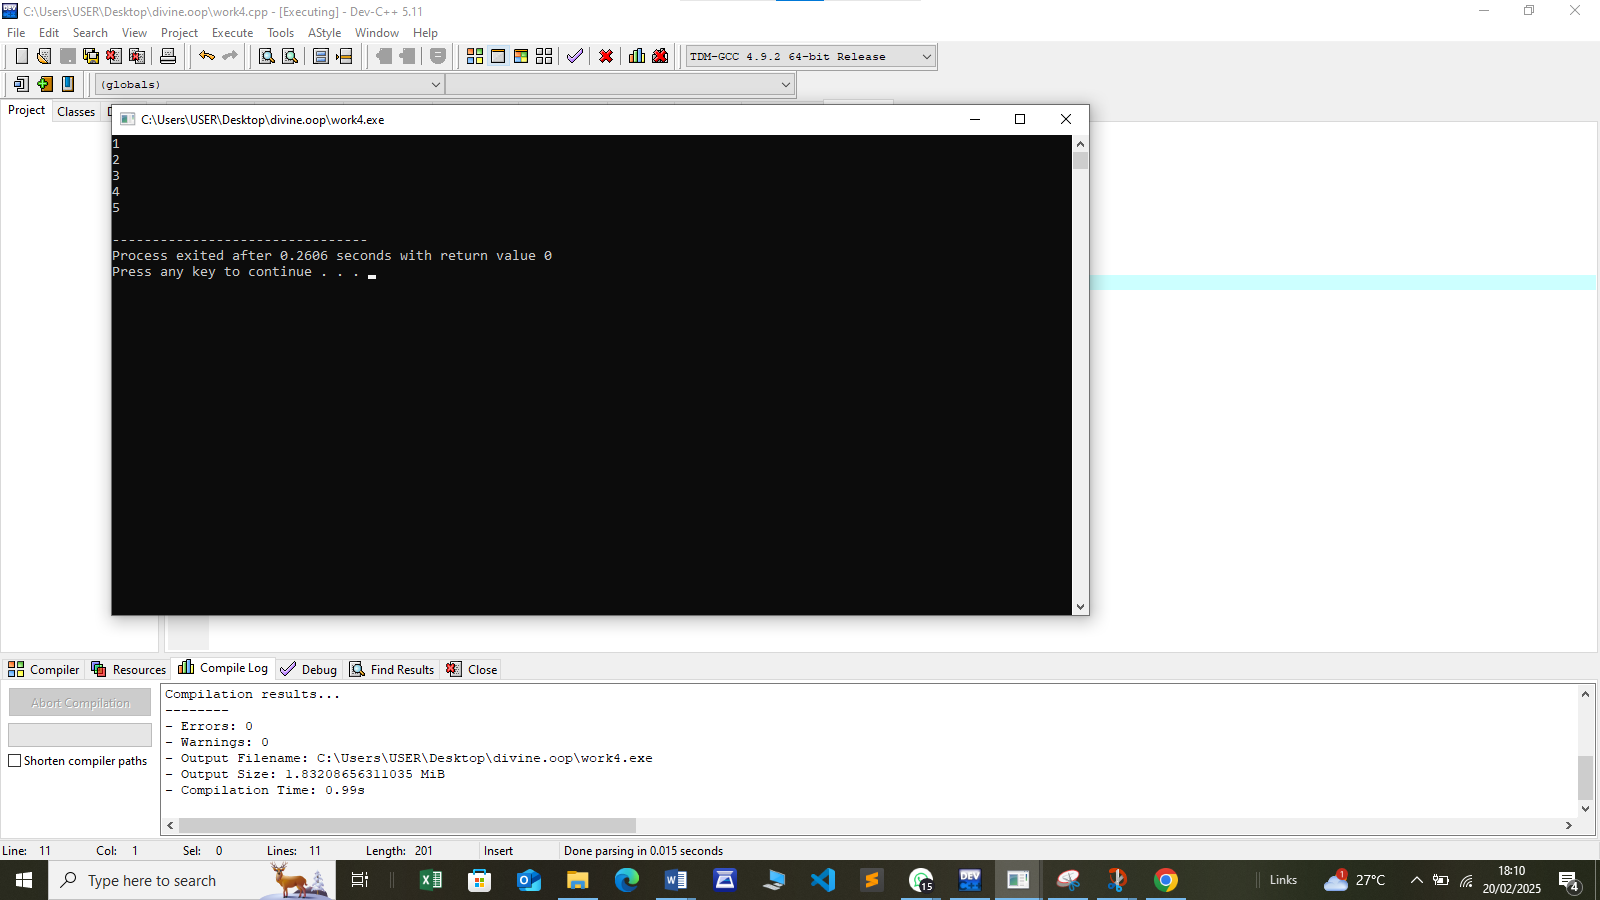 C:\Users\USER\Desktop\divine.oop\work4.cpp - [Executing] - Dev-C++ 5.11
File Edit Search View Project Execute Tools AStyle Window Help
TDM-GCC 4.9.2 64-bit Release
(globals)
Project Classes
C:\Users\USER\Desktop\divine.oop\work4.exe
1
2
3
4
5
--------------------------------
Process exited after 0.2606 seconds with return value 0
Press any key to continue . . .
Compiler Resources Compile Log Debug Find Results Close
Abort Compilation
Shorten compiler paths
Compilation results...
--------
- Errors: 0
- Warnings: 0
- Output Filename: C:\Users\USER\Desktop\divine.oop\work4.exe
- Output Size: 1.83208656311035 MiB
- Compilation Time: 0.99s
Line: 11 Col: 1 Sel: 0 Lines: 11 Length: 201 Insert Done parsing in 0.015 seconds
Type here to search
15
DEV
Links
1
27°C
18:10
20/02/2025
4